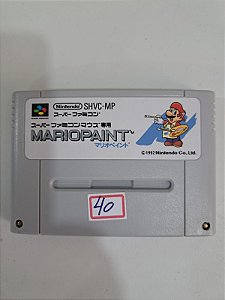 Nintendo SHVC-MP
スーパーファミコン
スーパーファミコンマウス専用
MARIOPAINT™
マリオペイント
©1992 Nintendo Co., Ltd.
40